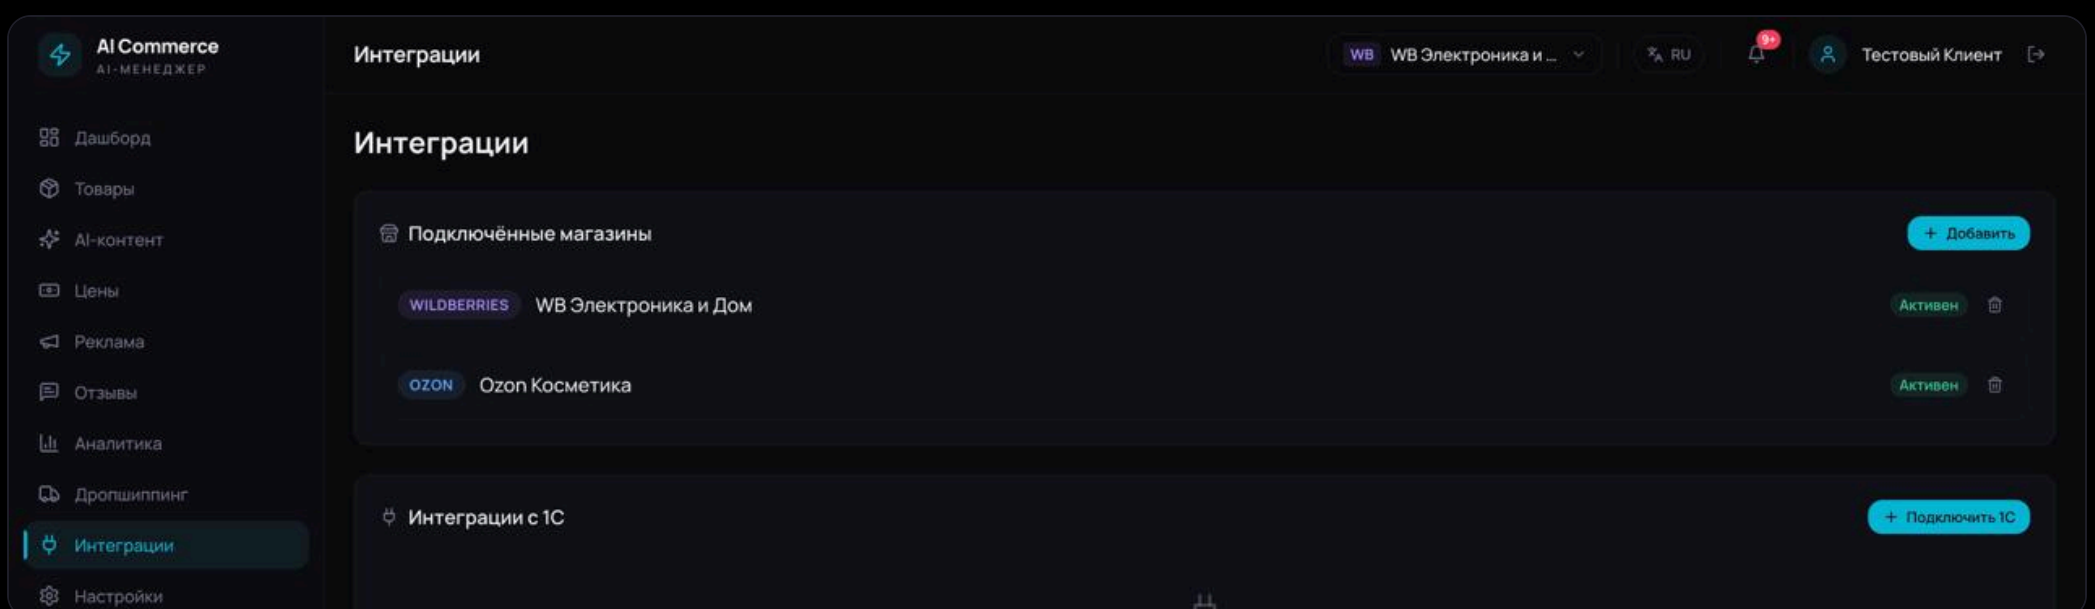 AI Commerce
AI-МЕНЕДЖЕР
Дашборд
Товары
AI-контент
Цены
Реклама
Отзывы
Аналитика
Дропшиппинг
Интеграции
Настройки
Интеграции
WB WB Электроника и ...
RU
9+
Тестовый Клиент
Интеграции
Подключённые магазины
+ Добавить
WILDBERRIES WB Электроника и Дом Активен
OZON Ozon Косметика Активен
Интеграции с 1С
+ Подключить 1С